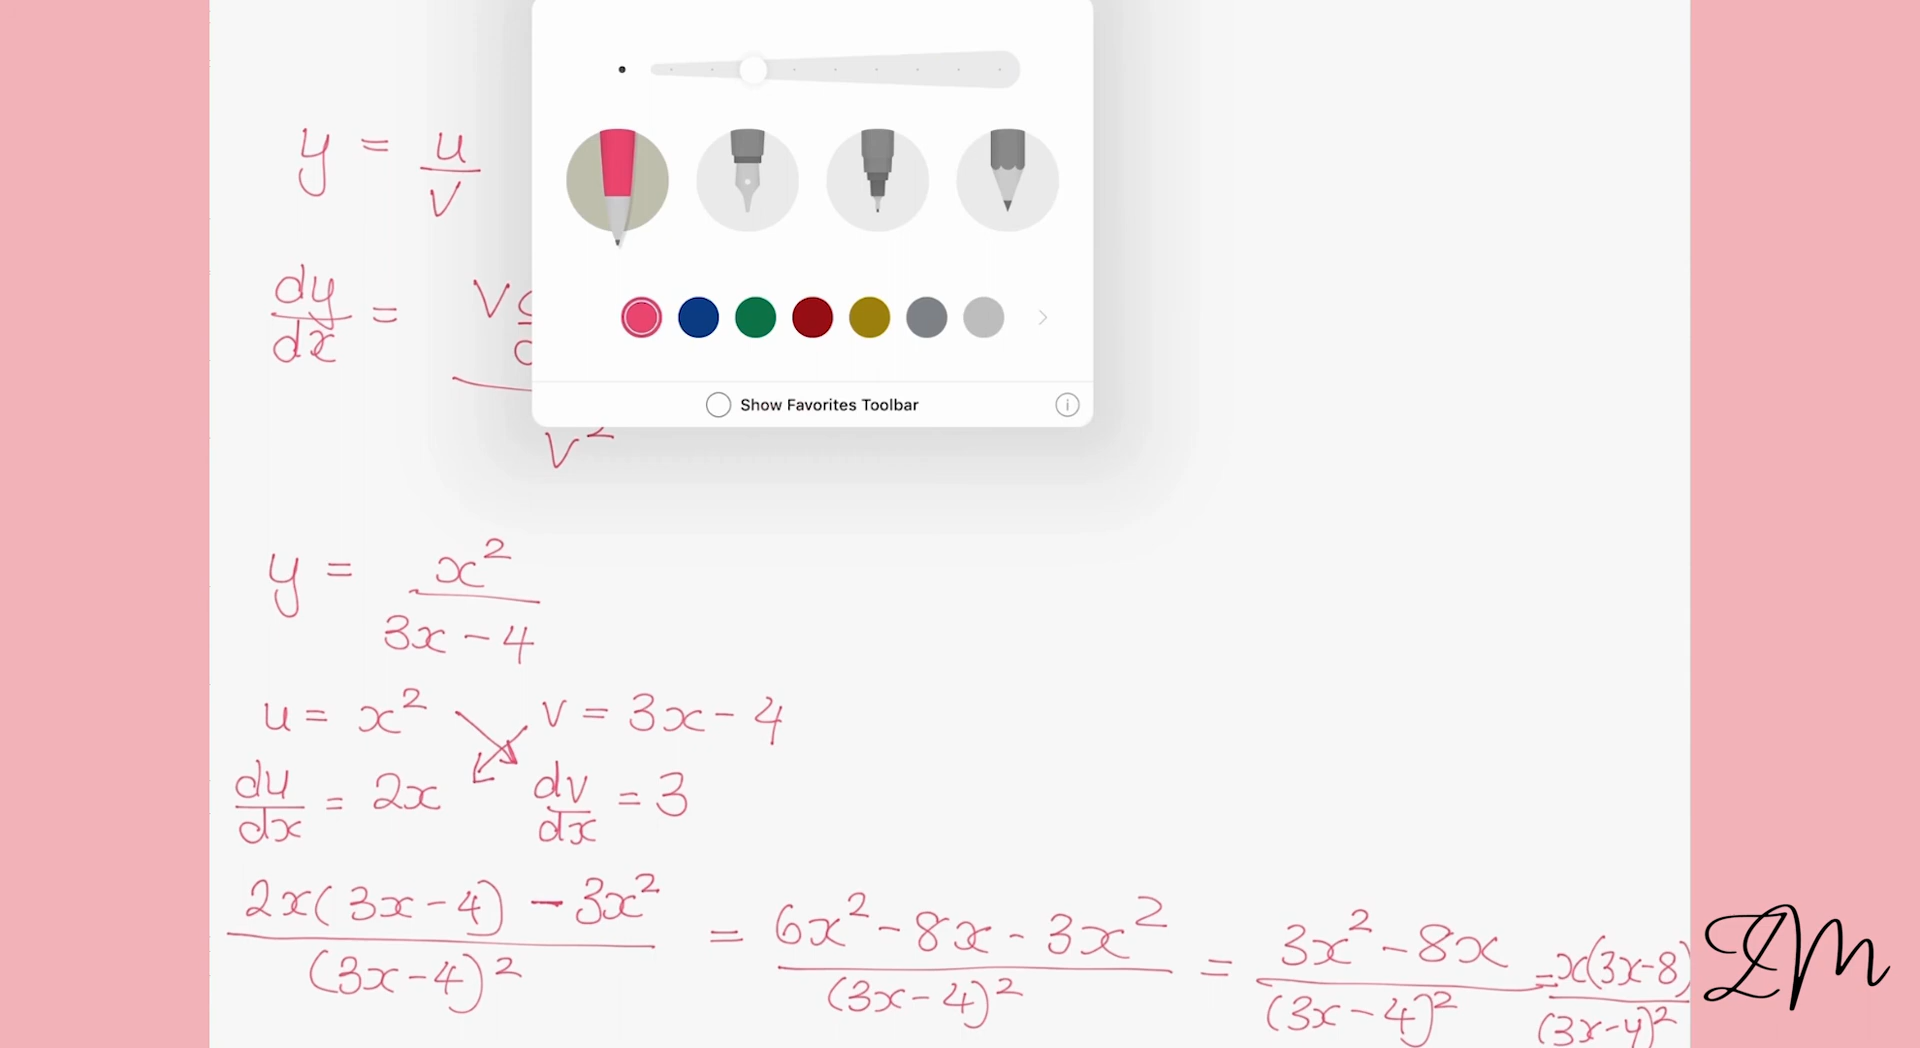 y = u/v
dy/dx =
v²
Show Favorites Toolbar
y = x²/(3x - 4)
u = x² v = 3x - 4
du/dx = 2x dv/dx = 3
(2x(3x-4) - 3x²)/(3x-4)² = (6x² - 8x - 3x²)/(3x-4)² = (3x² - 8x)/(3x-4)² = x(3x-8)/(3x-4)²
IM